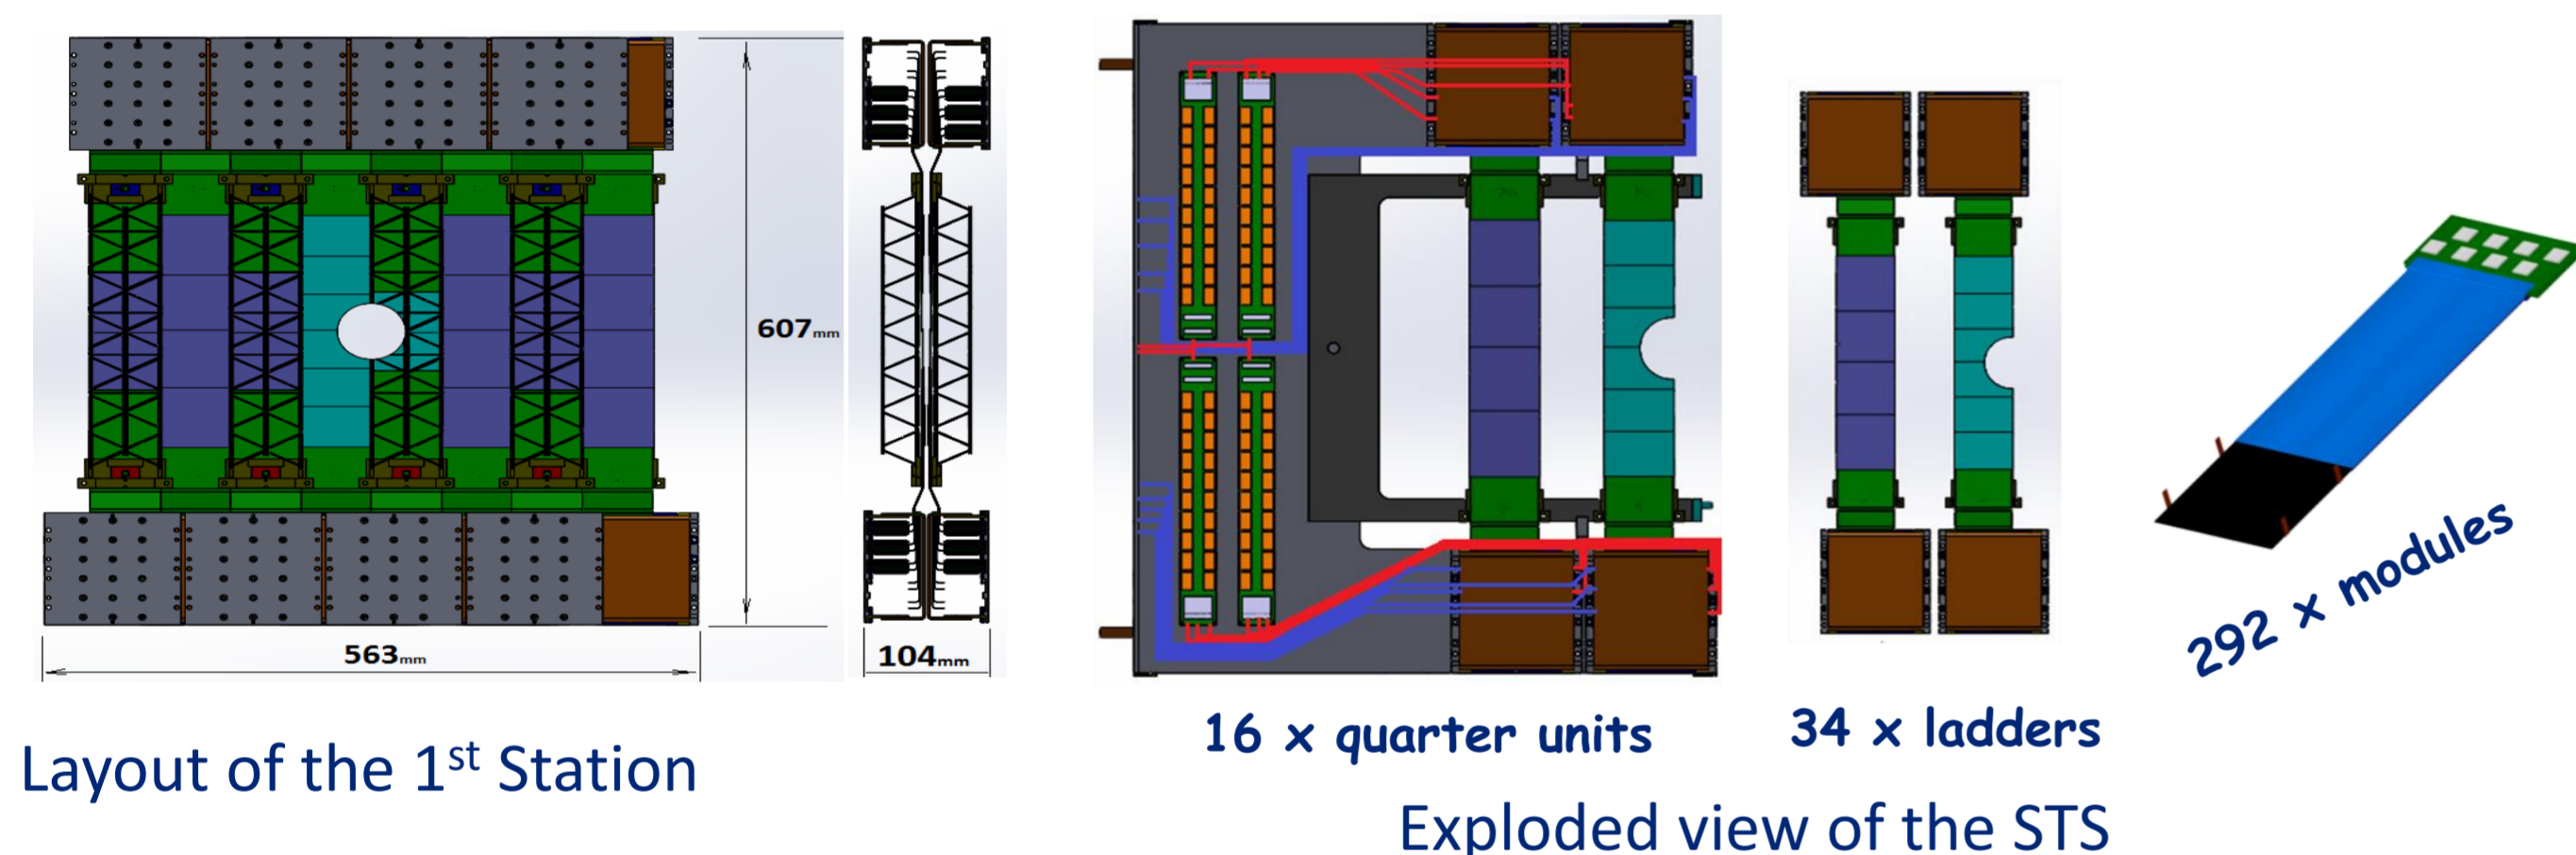 607mm
563mm
104mm
16 x quarter units
34 x ladders
292 x modules
Layout of the 1st Station
Exploded view of the STS